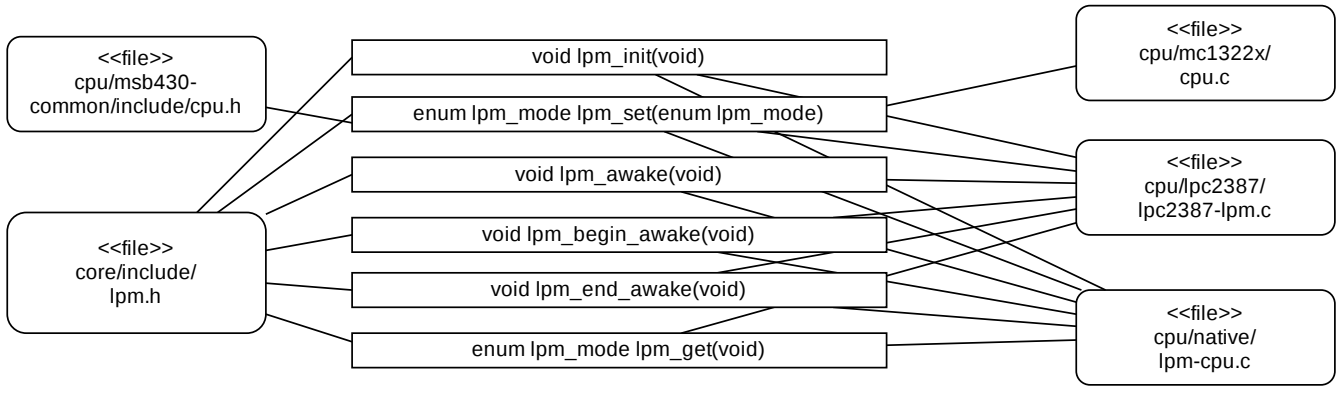 <<file>>
cpu/msb430-
common/include/cpu.h
<<file>>
core/include/
lpm.h
void lpm_init(void)
enum lpm_mode lpm_set(enum lpm_mode)
void lpm_awake(void)
void lpm_begin_awake(void)
void lpm_end_awake(void)
enum lpm_mode lpm_get(void)
<<file>>
cpu/mc1322x/
cpu.c
<<file>>
cpu/lpc2387/
lpc2387-lpm.c
<<file>>
cpu/native/
lpm-cpu.c